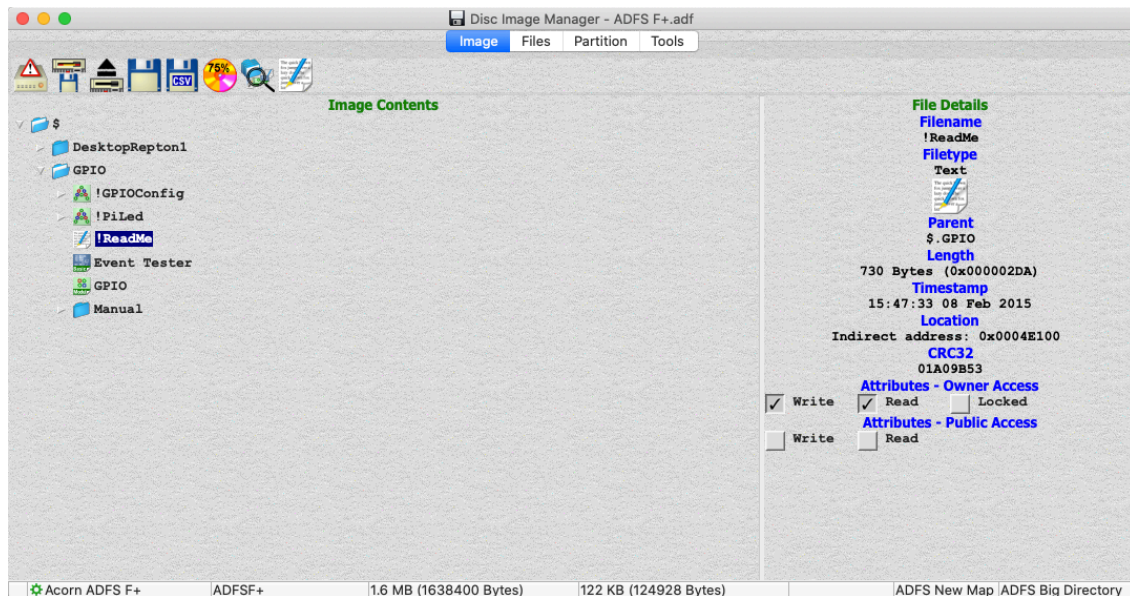 Disc Image Manager - ADFS F+.adf
Image Files Partition Tools
CSV 75%
Image Contents
$
DesktopRepton1
GPIO
!GPIOConfig
!PiLed
!ReadMe
Event Tester
GPIO
Manual
File Details
Filename
!ReadMe
Filetype
Text
Parent
$.GPIO
Length
730 Bytes (0x000002DA)
Timestamp
15:47:33 08 Feb 2015
Location
Indirect address: 0x0004E100
CRC32
01A09B53
Attributes - Owner Access
Write Read Locked
Attributes - Public Access
Write Read
Acorn ADFS F+ ADFSF+ 1.6 MB (1638400 Bytes) 122 KB (124928 Bytes) ADFS New Map ADFS Big Directory